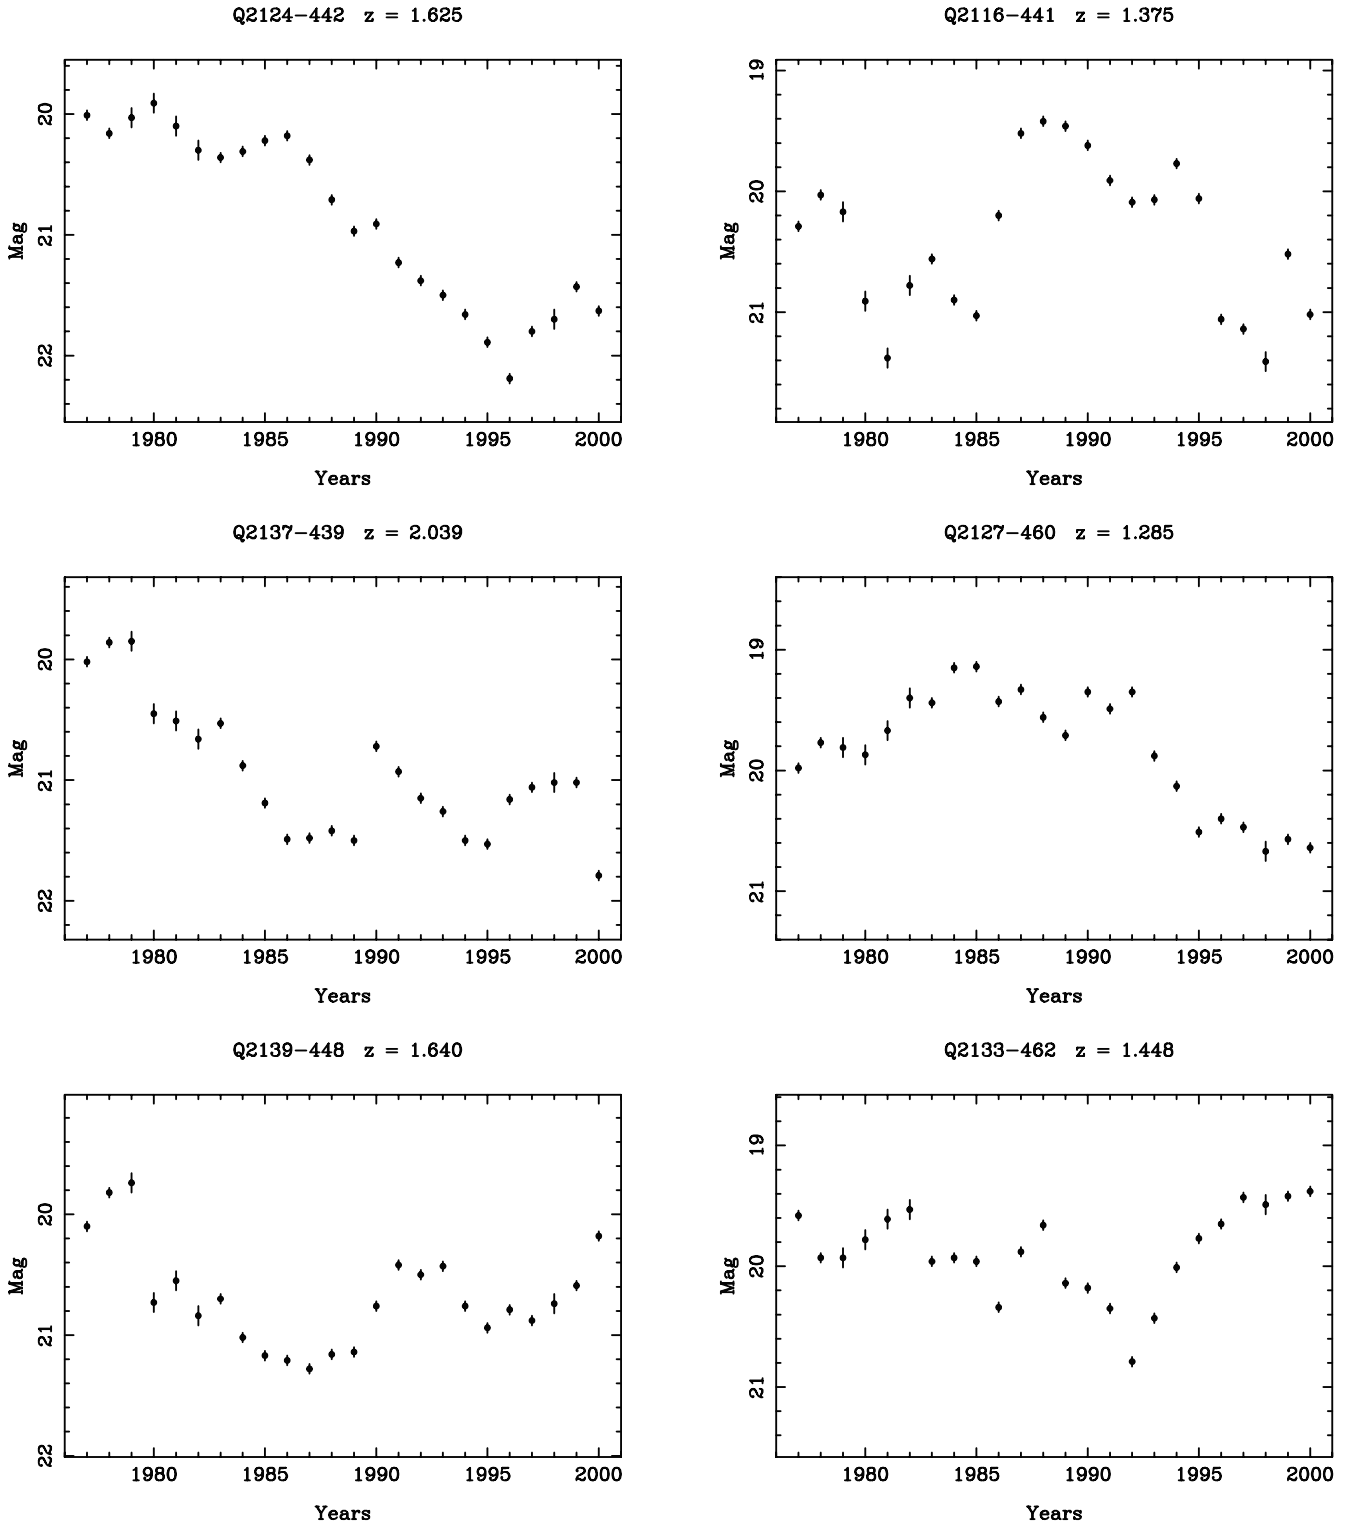 Q2124−442 z = 1.625
20
21
22
Mag
1980 1985 1990 1995 2000
Years
Q2116−441 z = 1.375
19
20
21
Mag
1980 1985 1990 1995 2000
Years
Q2137−439 z = 2.039
20
21
22
Mag
1980 1985 1990 1995 2000
Years
Q2127−460 z = 1.285
19
20
21
Mag
1980 1985 1990 1995 2000
Years
Q2139−448 z = 1.640
20
21
22
Mag
1980 1985 1990 1995 2000
Years
Q2133−462 z = 1.448
19
20
21
Mag
1980 1985 1990 1995 2000
Years